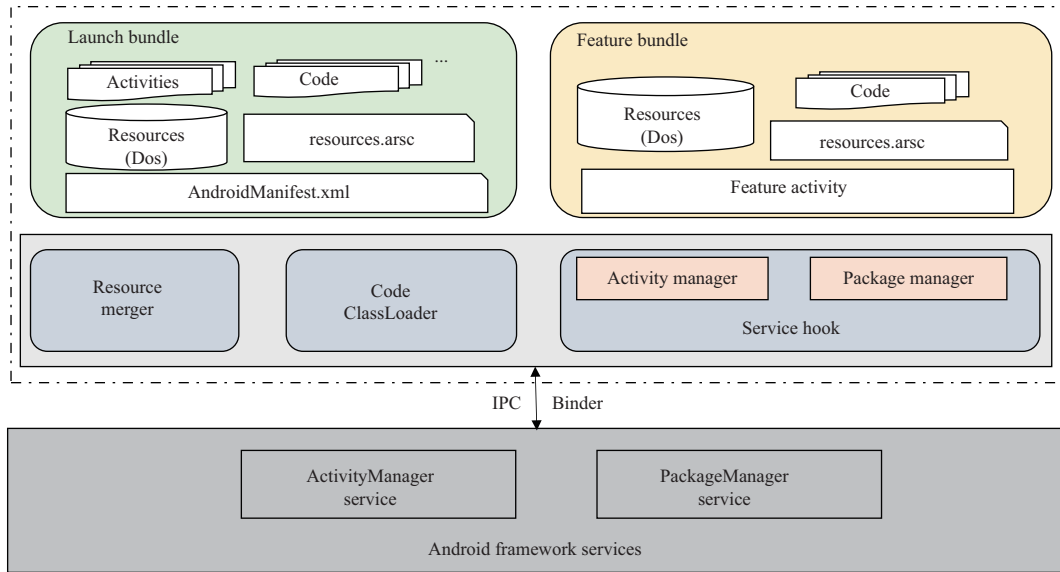 Launch bundle
Activities
Code
...
Resources
(Dos)
resources.arsc
AndroidManifest.xml
Feature bundle
Resources
(Dos)
Code
resources.arsc
Feature activity
Resource
merger
Code
ClassLoader
Activity manager
Package manager
Service hook
IPC
Binder
ActivityManager
service
PackageManager
service
Android framework services